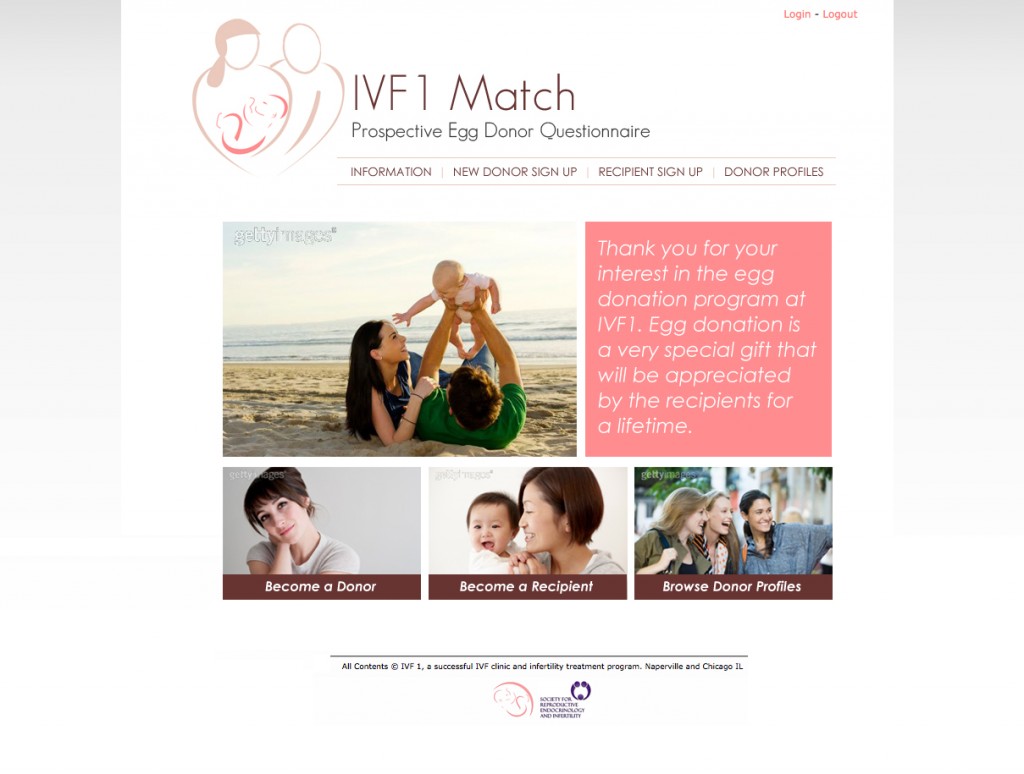 Login - Logout
IVF1 Match
Prospective Egg Donor Questionnaire
INFORMATION | NEW DONOR SIGN UP | RECIPIENT SIGN UP | DONOR PROFILES
gettyimages®
Thank you for your
interest in the egg
donation program at
IVF1. Egg donation is
a very special gift that
will be appreciated
by the recipients for
a lifetime.
gettyimages®
gettyimages®
gettyimages®
Become a Donor
Become a Recipient
Browse Donor Profiles
All Contents © IVF 1, a successful IVF clinic and infertility treatment program. Naperville and Chicago IL
SOCIETY FOR
REPRODUCTIVE
ENDOCRINOLOGY
AND INFERTILITY